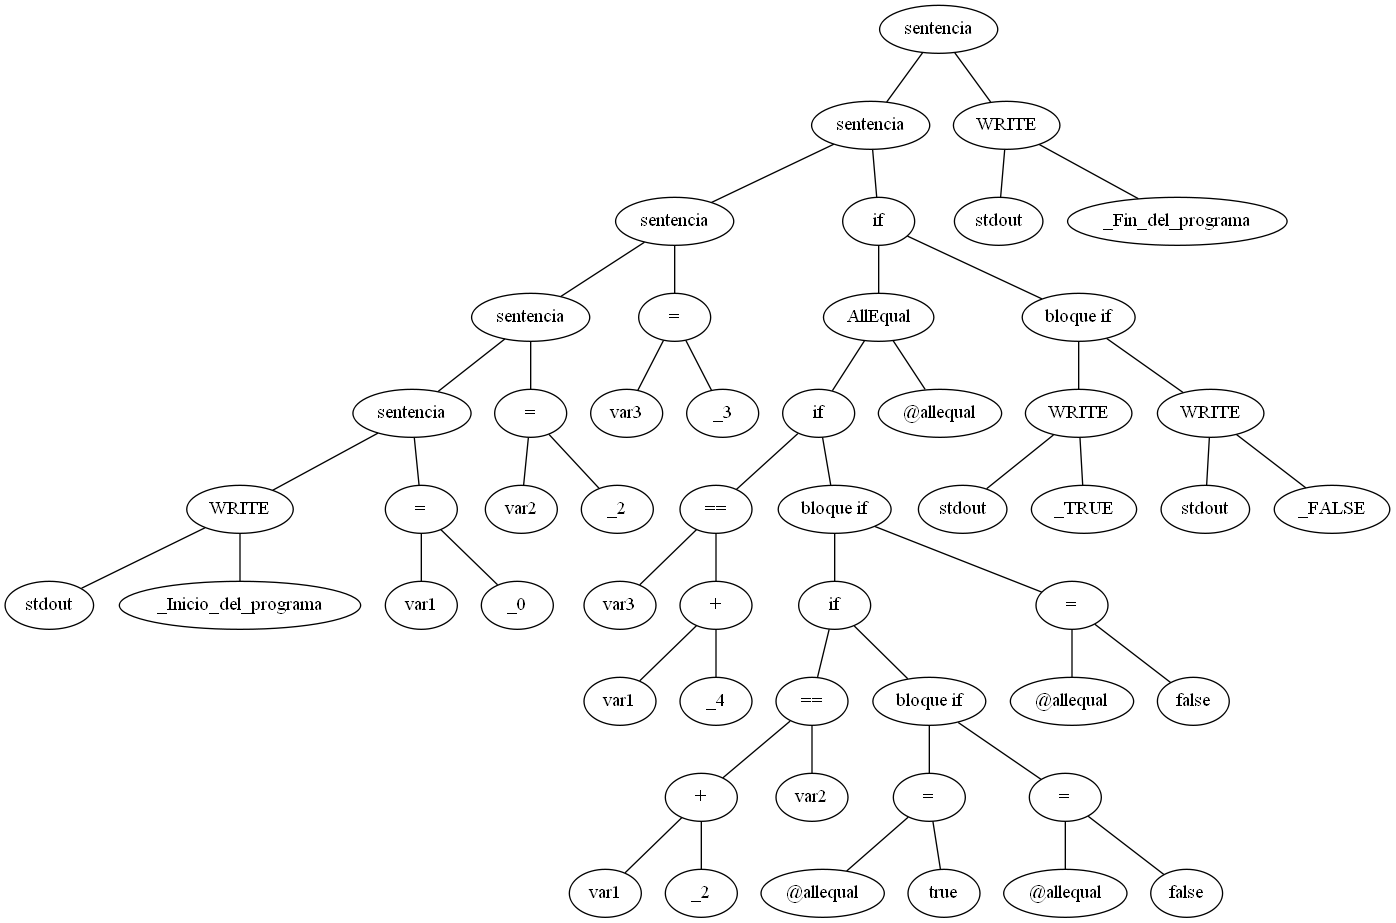 sentencia
sentencia WRITE
sentencia if stdout _Fin_del_programa
sentencia = AllEqual bloque if
sentencia = var3 _3 if @allequal WRITE WRITE
WRITE = var2 _2 == bloque if stdout _TRUE stdout _FALSE
stdout _Inicio_del_programa var1 _0 var3 + if =
var1 _4 == bloque if @allequal false
+ var2 = =
var1 _2 @allequal true @allequal false